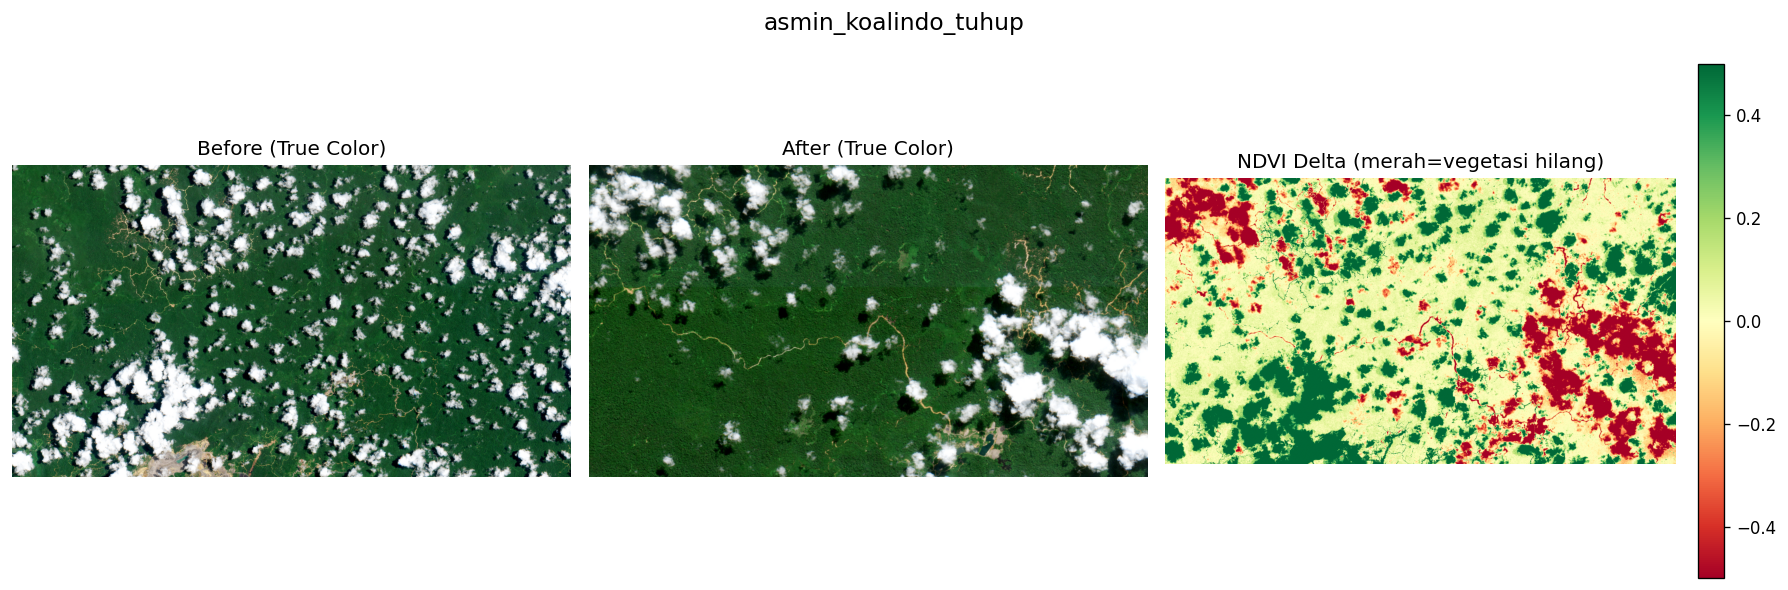 asmin_koalindo_tuhup
Before (True Color)
After (True Color)
NDVI Delta (merah=vegetasi hilang)
0.4
0.2
0.0
−0.2
−0.4